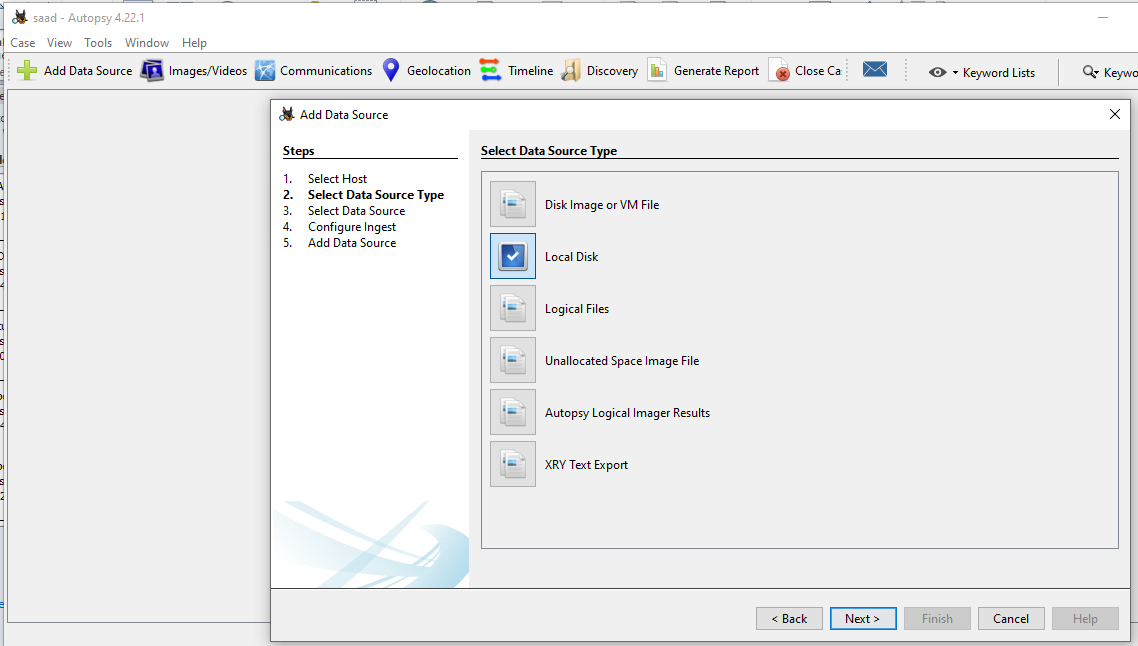 saad - Autopsy 4.22.1
Case View Tools Window Help
Add Data Source Images/Videos Communications Geolocation Timeline Discovery Generate Report Close Ca Keyword Lists Keywo
Add Data Source
Steps
1. Select Host
2. Select Data Source Type
3. Select Data Source
4. Configure Ingest
5. Add Data Source
Select Data Source Type
Disk Image or VM File
Local Disk
Logical Files
Unallocated Space Image File
Autopsy Logical Imager Results
XRY Text Export
< Back Next > Finish Cancel Help